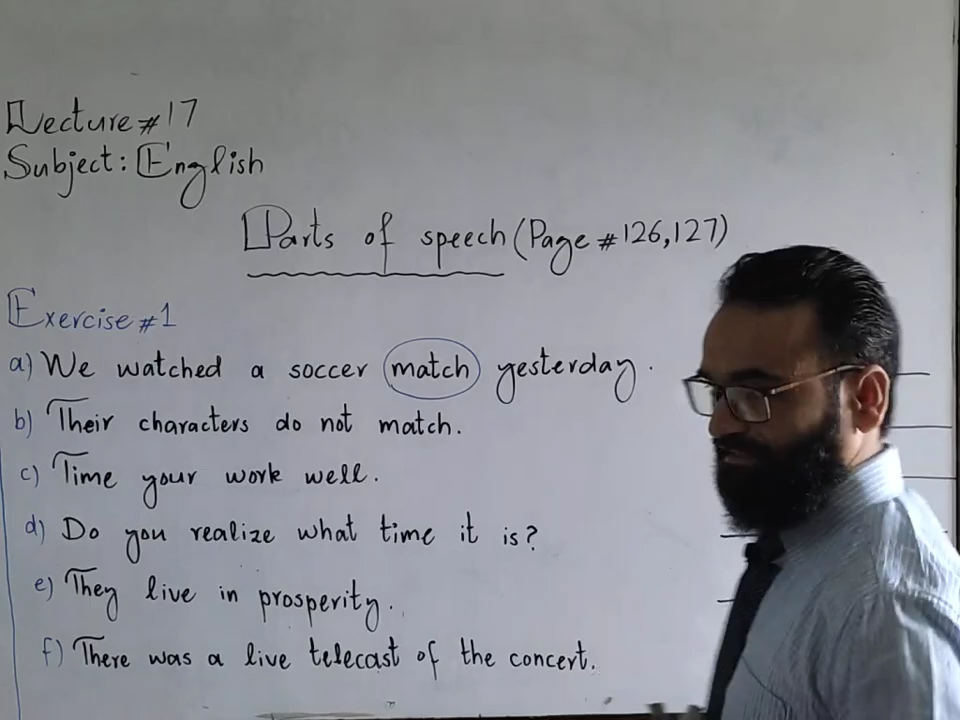 Lecture #17
Subject: English
Parts of speech (Page #126,127)
Exercise #1
a) We watched a soccer match yesterday.
b) Their characters do not match.
c) Time your work well.
d) Do you realize what time it is?
e) They live in prosperity.
f) There was a live telecast of the concert.